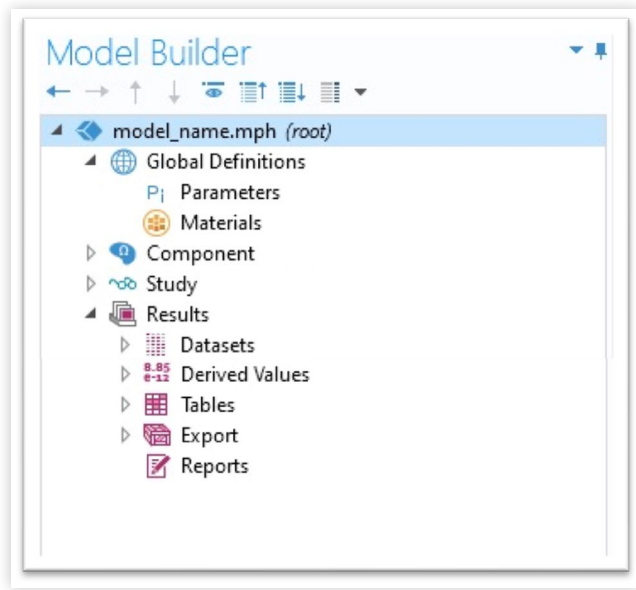 Model Builder
model_name.mph (root)
Global Definitions
Pi Parameters
Materials
Component
Study
Results
Datasets
8.85
e-12 Derived Values
Tables
Export
Reports